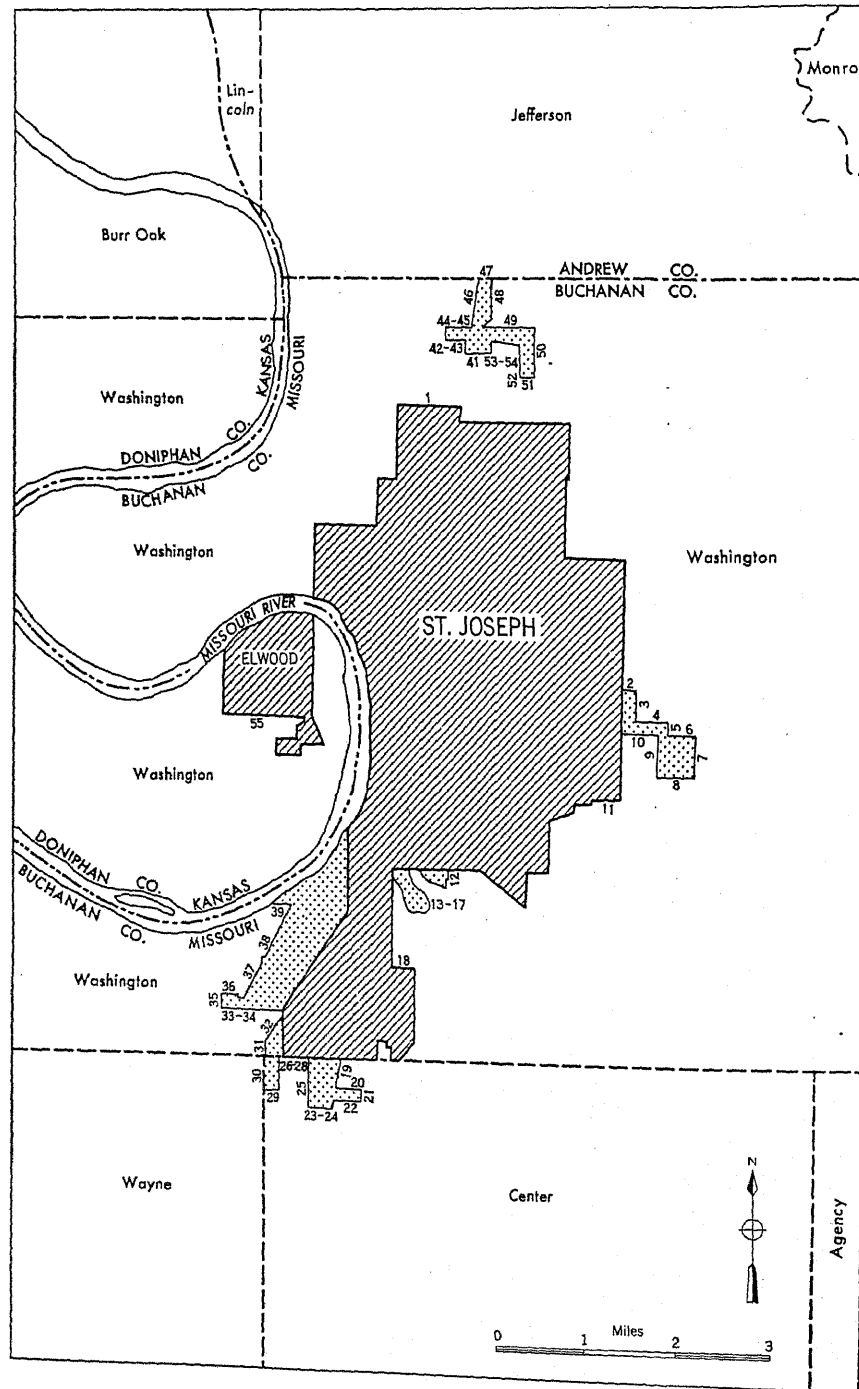 Monro
Lin-
coln
Jefferson
Burr Oak
47
ANDREW CO.
BUCHANAN CO.
46
48
44-45
49
42-43
41
53-54
50
52
51
KANSAS
MISSOURI
Washington
1
DONIPHAN CO.
BUCHANAN CO.
Washington
Washington
MISSOURI RIVER
ST. JOSEPH
ELWOOD
55
2
3
4
5
6
10
9
7
8
11
Washington
DONIPHAN CO.
BUCHANAN CO.
KANSAS
MISSOURI
12
13-17
39
38
37
18
Washington
36
35
33-34
32
31
30
29
26-28
25
19
20
21
22
23-24
Wayne
Center
Agency
N
0 1 Miles 2 3